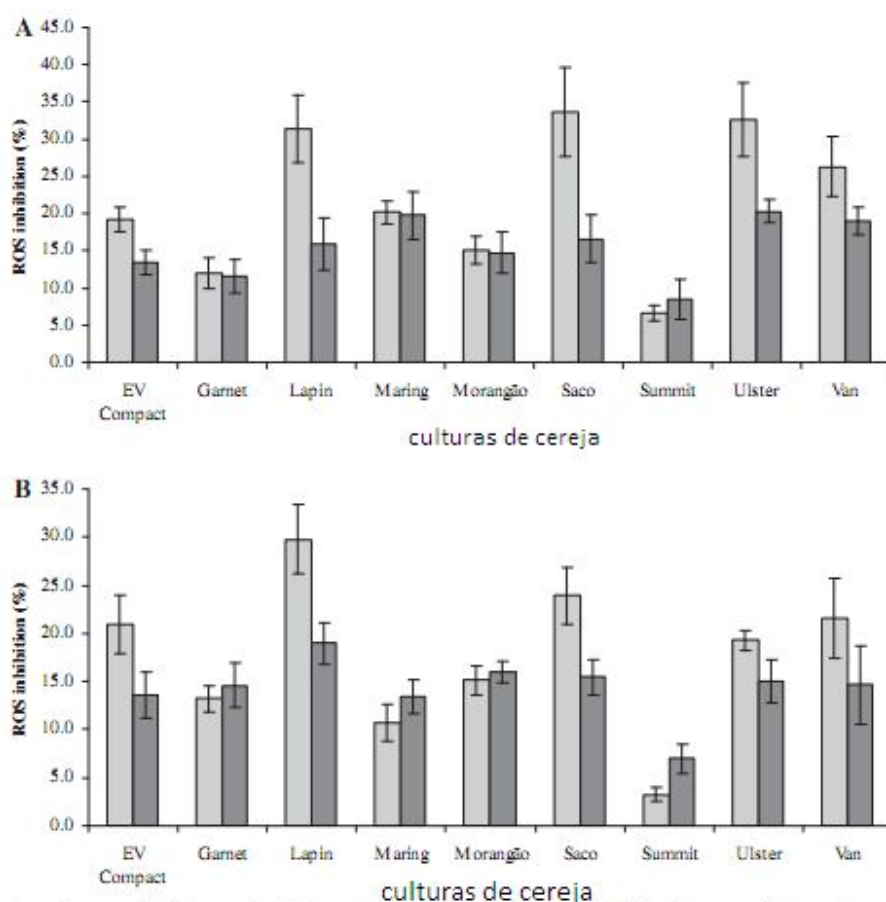 A
ROS inhibition (%)
45.0
40.0
35.0
30.0
25.0
20.0
15.0
10.0
5.0
0.0
EV Compact Garnet Lapin Maring Morangão Saco Summit Ulster Van
culturas de cereja
B
ROS inhibition (%)
35.0
30.0
25.0
20.0
15.0
10.0
5.0
0.0
EV Compact Garnet Lapin Maring Morangão Saco Summit Ulster Van
culturas de cereja